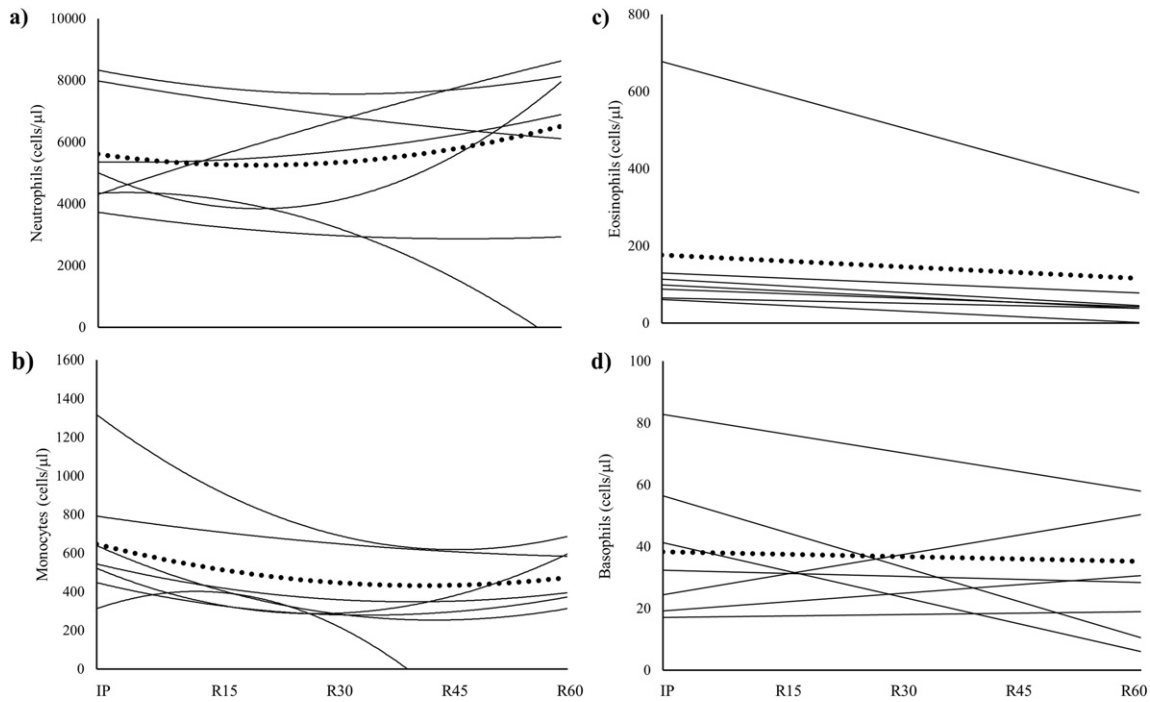 a)
Neutrophils (cells/µl)
10000
8000
6000
4000
2000
0
c)
Eosinophils (cells/µl)
800
600
400
200
0
b)
Monocytes (cells/µl)
1600
1400
1200
1000
800
600
400
200
0
IP R15 R30 R45 R60
d)
Basophils (cells/µl)
100
80
60
40
20
0
IP R15 R30 R45 R60